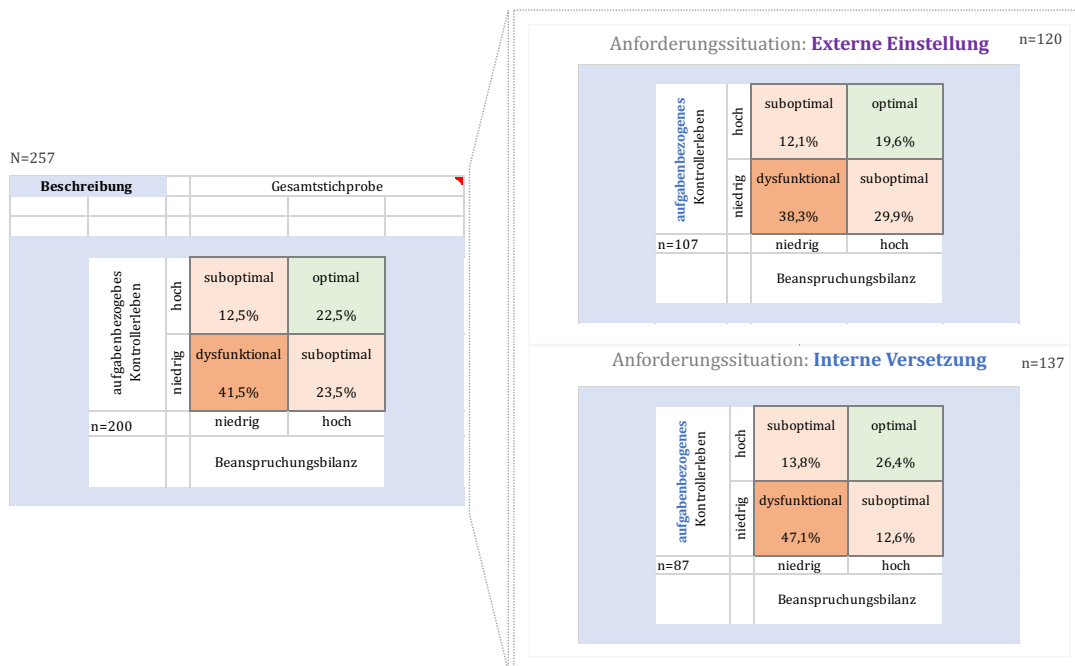 N=257
Beschreibung Gesamtstichprobe
aufgabenbezogebes
Kontrollerleben
hoch
niedrig
suboptimal optimal
12,5% 22,5%
dysfunktional suboptimal
41,5% 23,5%
n=200 niedrig hoch
Beanspruchungsbilanz
Anforderungssituation: Externe Einstellung n=120
aufgabenbezogenes
Kontrollerleben
hoch
niedrig
suboptimal optimal
12,1% 19,6%
dysfunktional suboptimal
38,3% 29,9%
n=107 niedrig hoch
Beanspruchungsbilanz
Anforderungssituation: Interne Versetzung n=137
aufgabenbezogenes
Kontrollerleben
hoch
niedrig
suboptimal optimal
13,8% 26,4%
dysfunktional suboptimal
47,1% 12,6%
n=87 niedrig hoch
Beanspruchungsbilanz